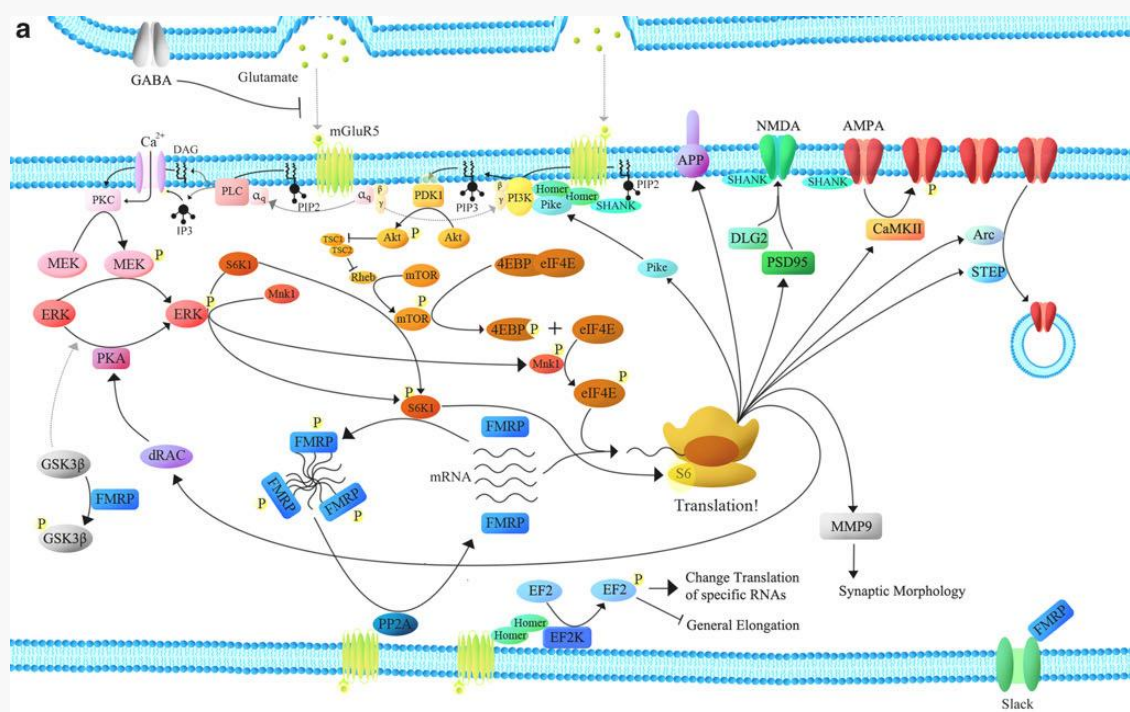 a
GABA
Glutamate
Ca²⁺
DAG
mGluR5
NMDA
AMPA
APP
PKC
PLC
αq
IP3
PIP2
αq
β
γ
PDK1
PIP3
β
γ
PI3K
Homer
Pike
Homer
SHANK
PIP2
SHANK
SHANK
P
MEK
MEK
P
S6K1
TSC1
TSC2
Akt
P
Akt
Rheb
mTOR
4EBP
eIF4E
Pike
DLG2
PSD95
CaMKII
Arc
STEP
ERK
ERK
P
Mnk1
mTOR
P
4EBP
P
+
eIF4E
PKA
Mnk1
P
eIF4E
P
P
S6K1
P
FMRP
FMRP
GSK3β
dRAC
FMRP
P
FMRP
P
FMRP
mRNA
S6
Translation!
P
GSK3β
FMRP
MMP9
Synaptic Morphology
EF2
EF2
P
Change Translation
of specific RNAs
General Elongation
PP2A
Homer
Homer
EF2K
FMRP
Slack